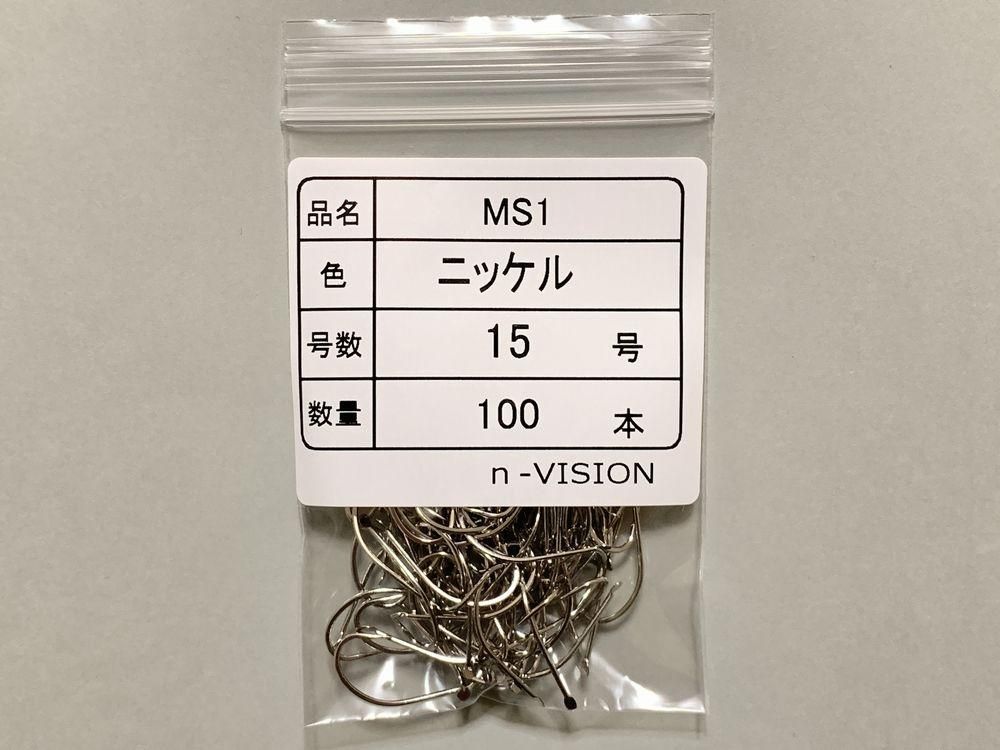 品名 MS1
色 ニッケル
号数 15 号
数量 100 本
n-VISION